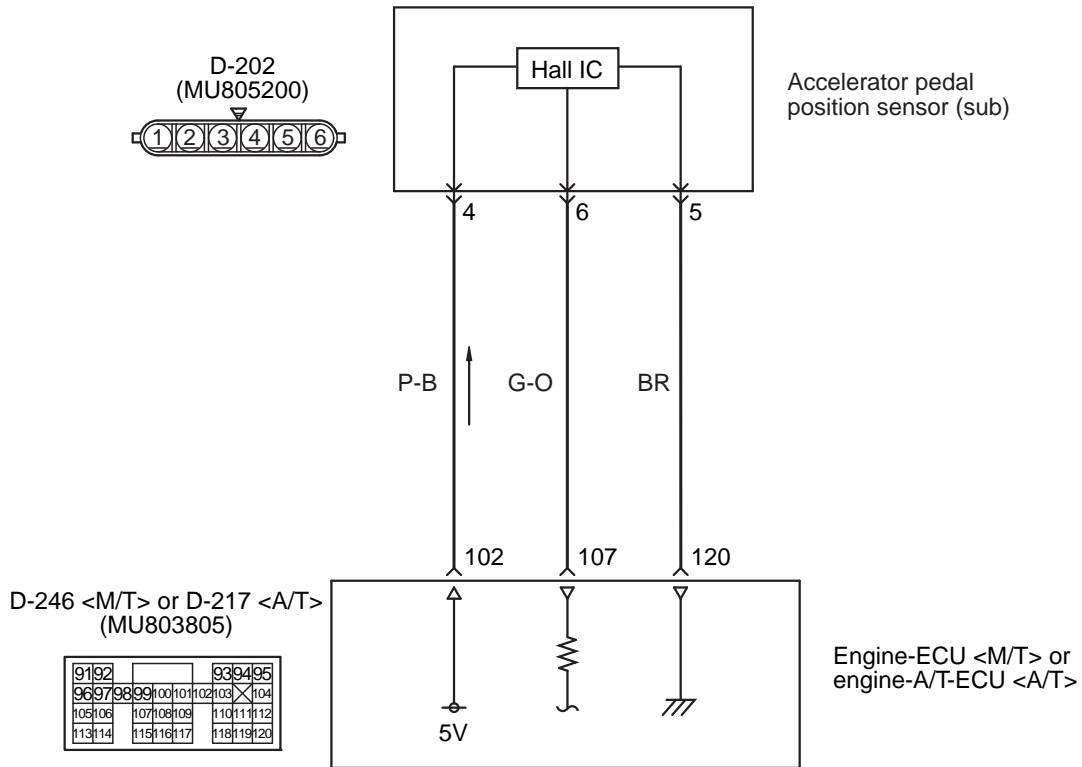 D-202
(MU805200)
1 2 3 4 5 6
Hall IC
Accelerator pedal
position sensor (sub)
4 6 5
P-B G-O BR
102 107 120
D-246 <M/T> or D-217 <A/T>
(MU803805)
91 92 93 94 95
96 97 98 99 100 101 102 103 104
105 106 107 108 109 110 111 112
113 114 115 116 117 118 119 120
5V
Engine-ECU <M/T> or
engine-A/T-ECU <A/T>